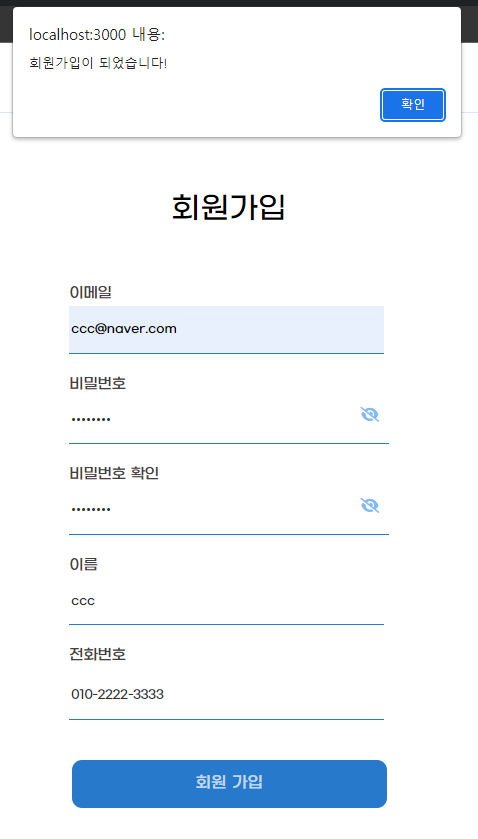 localhost:3000 내용:
회원가입이 되었습니다!
확인
회원가입
이메일
ccc@naver.com
비밀번호
••••••••
비밀번호 확인
••••••••
이름
ccc
전화번호
010-2222-3333
회원 가입